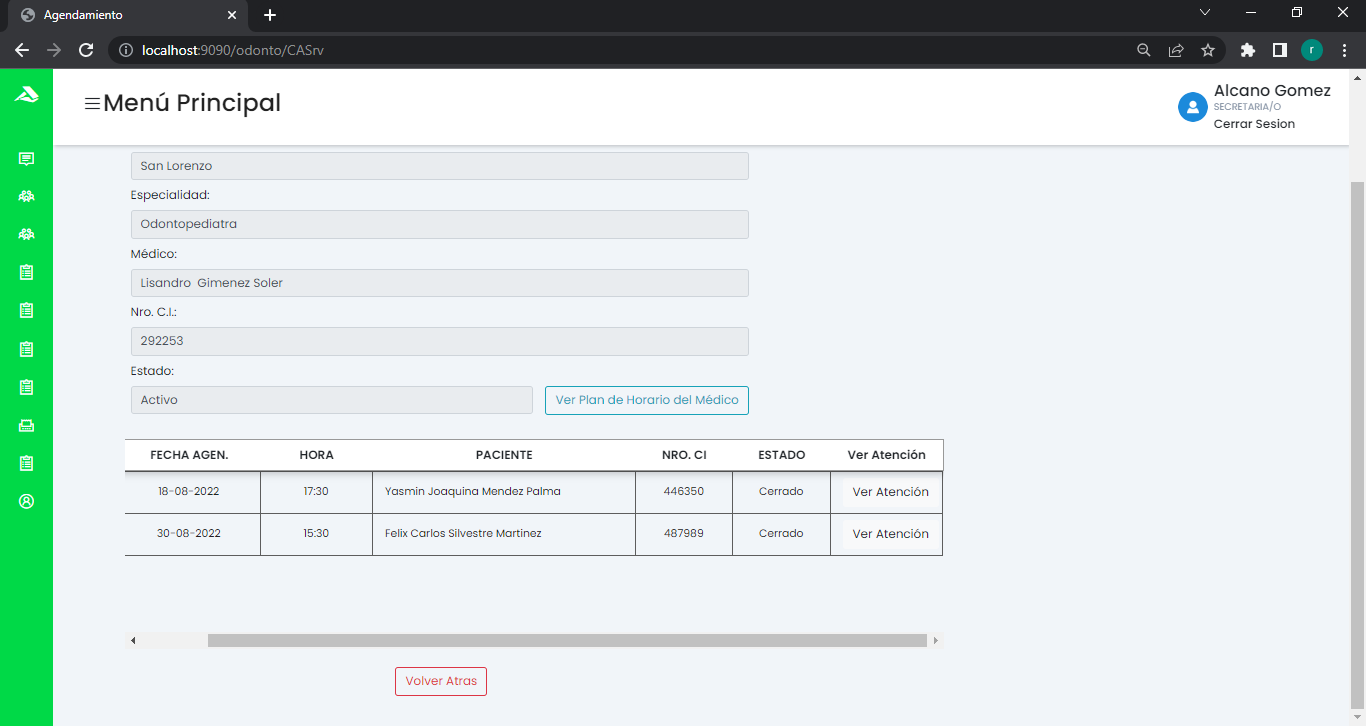 Agendamiento
localhost:9090/odonto/CASrv
r
Menú Principal
Alcano Gomez
SECRETARIA/O
Cerrar Sesion
San Lorenzo
Especialidad:
Odontopediatra
Médico:
Lisandro  Gimenez Soler
Nro. C.I.:
292253
Estado:
Activo
Ver Plan de Horario del Médico
FECHA AGEN. HORA PACIENTE NRO. CI ESTADO Ver Atención
18-08-2022 17:30 Yasmin Joaquina Mendez Palma 446350 Cerrado Ver Atención
30-08-2022 15:30 Felix Carlos Silvestre Martinez 487989 Cerrado Ver Atención
Volver Atras